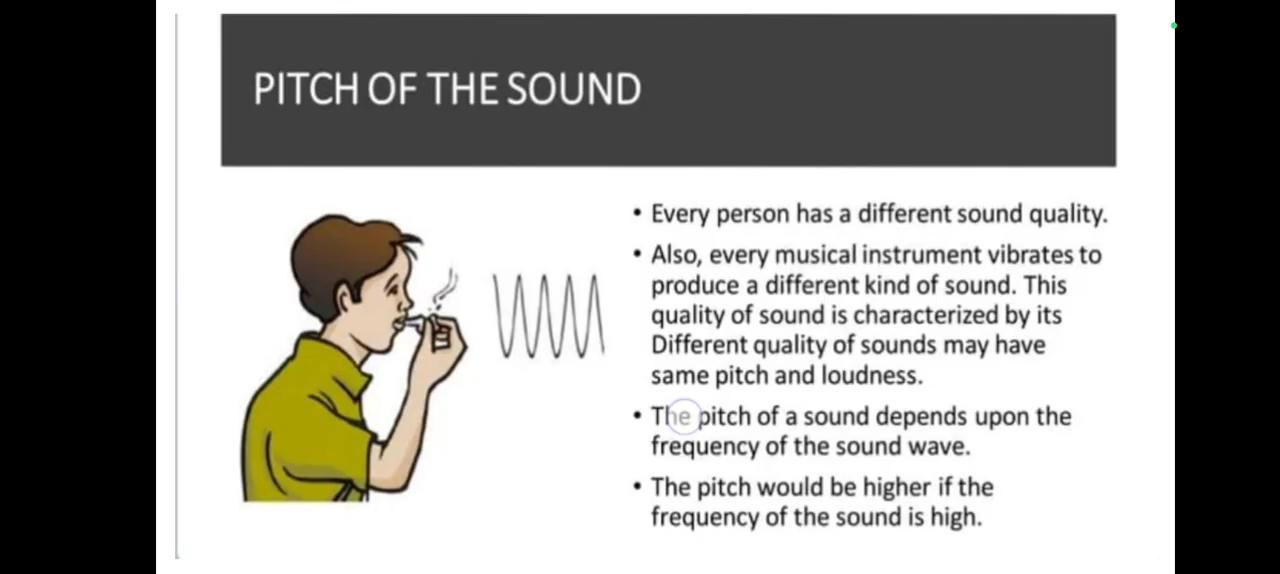 PITCH OF THE SOUND
• Every person has a different sound quality.
• Also, every musical instrument vibrates to
produce a different kind of sound. This
quality of sound is characterized by its
Different quality of sounds may have
same pitch and loudness.
• The pitch of a sound depends upon the
frequency of the sound wave.
• The pitch would be higher if the
frequency of the sound is high.